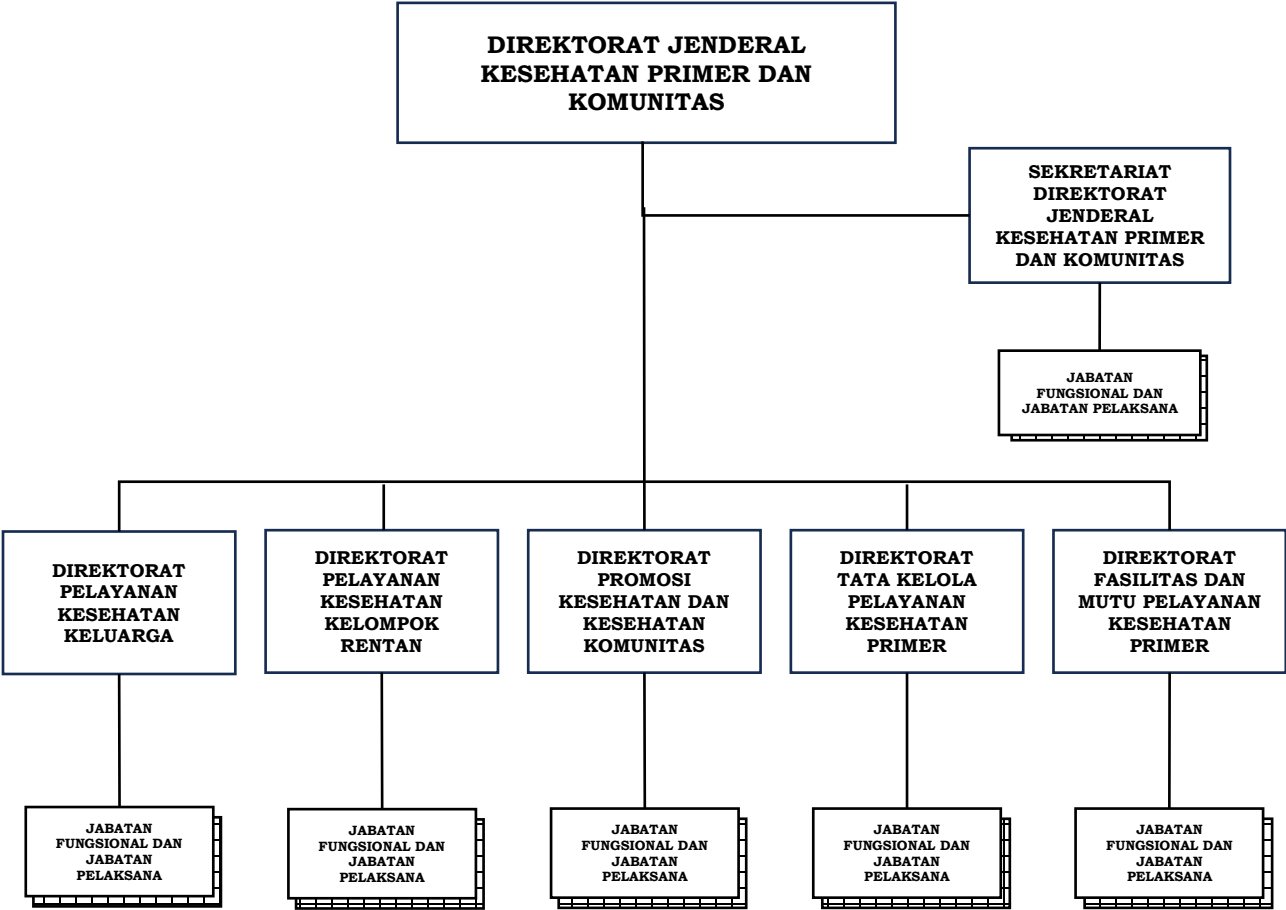 DIREKTORAT JENDERAL
KESEHATAN PRIMER DAN
KOMUNITAS
SEKRETARIAT
DIREKTORAT
JENDERAL
KESEHATAN PRIMER
DAN KOMUNITAS
JABATAN
FUNGSIONAL DAN
JABATAN PELAKSANA
DIREKTORAT
PELAYANAN
KESEHATAN
KELUARGA
DIREKTORAT
PELAYANAN
KESEHATAN
KELOMPOK
RENTAN
DIREKTORAT
PROMOSI
KESEHATAN DAN
KESEHATAN
KOMUNITAS
DIREKTORAT
TATA KELOLA
PELAYANAN
KESEHATAN
PRIMER
DIREKTORAT
FASILITAS DAN
MUTU PELAYANAN
KESEHATAN
PRIMER
JABATAN
FUNGSIONAL DAN
JABATAN
PELAKSANA
JABATAN
FUNGSIONAL DAN
JABATAN
PELAKSANA
JABATAN
FUNGSIONAL DAN
JABATAN
PELAKSANA
JABATAN
FUNGSIONAL DAN
JABATAN
PELAKSANA
JABATAN
FUNGSIONAL DAN
JABATAN
PELAKSANA